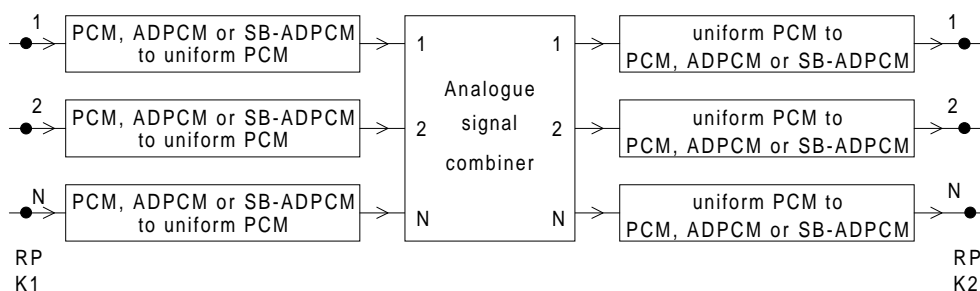 1
PCM, ADPCM or SB-ADPCM
to uniform PCM
1
1
uniform PCM to
PCM, ADPCM or SB-ADPCM
1
2
PCM, ADPCM or SB-ADPCM
to uniform PCM
2
Analogue
signal
combiner
2
uniform PCM to
PCM, ADPCM or SB-ADPCM
2
N
PCM, ADPCM or SB-ADPCM
to uniform PCM
N
N
uniform PCM to
PCM, ADPCM or SB-ADPCM
N
RP
K1
RP
K2